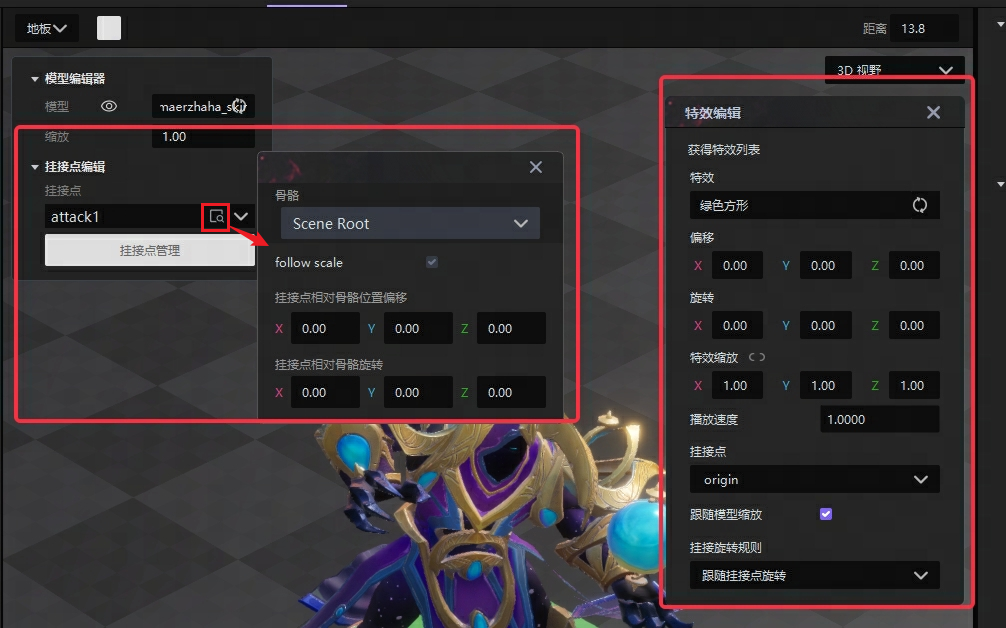 地板
距离
13.8
3D 视野
模型编辑器
模型
缩放
1.00
挂接点编辑
挂接点
attack1
挂接点管理
骨骼
Scene Root
follow scale
挂接点相对骨骼位置偏移
X 0.00 Y 0.00 Z 0.00
挂接点相对骨骼旋转
X 0.00 Y 0.00 Z 0.00
特效编辑
获得特效列表
特效
绿色方形
偏移
X 0.00 Y 0.00 Z 0.00
旋转
X 0.00 Y 0.00 Z 0.00
特效缩放
X 1.00 Y 1.00 Z 1.00
播放速度
1.0000
挂接点
origin
跟随模型缩放
挂接旋转规则
跟随挂接点旋转